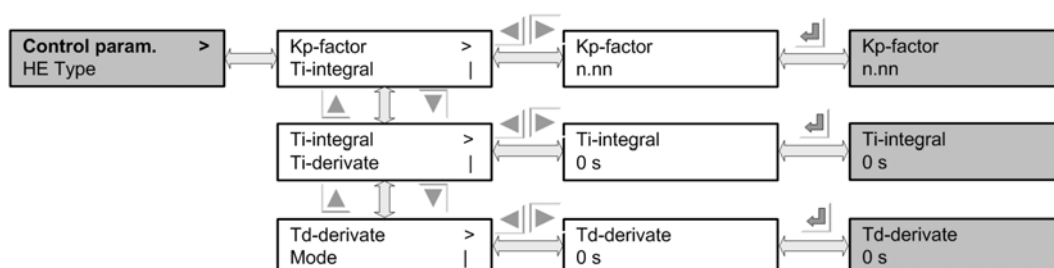 Control param. >
HE Type
Kp-factor >
Ti-integral |
Kp-factor
n.nn
Kp-factor
n.nn
Ti-integral >
Ti-derivate |
Ti-integral
0 s
Ti-integral
0 s
Td-derivate >
Mode |
Td-derivate
0 s
Td-derivate
0 s